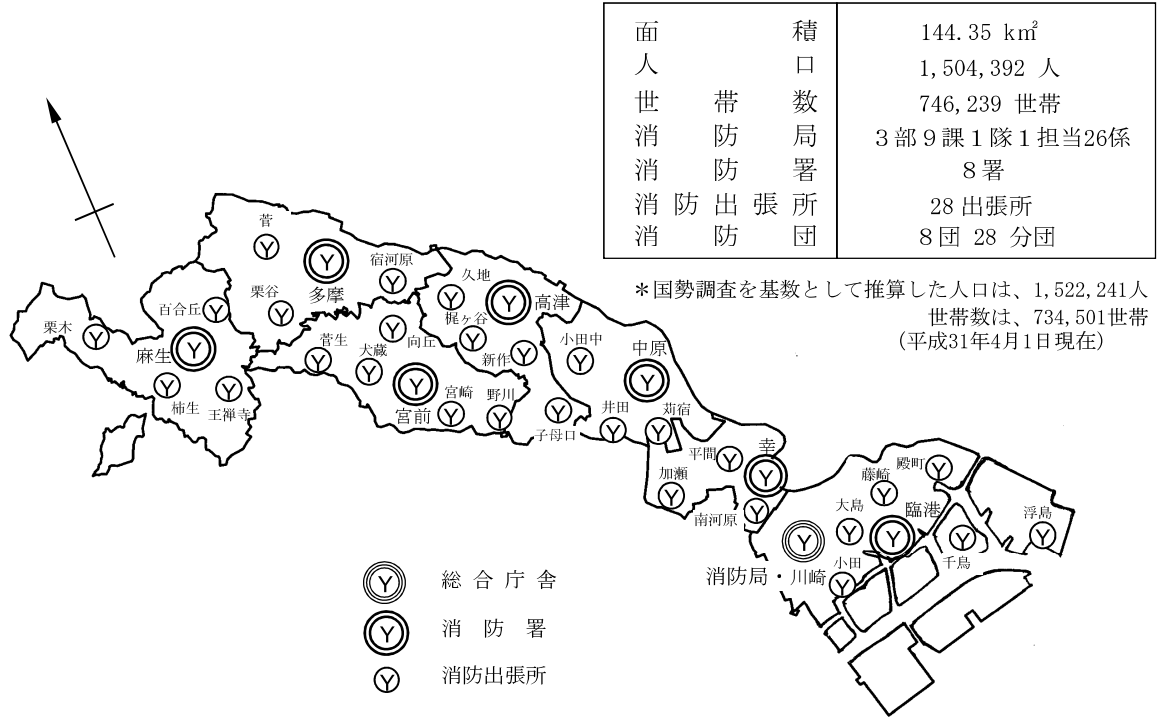 面積 144.35 k㎡
人口 1,504,392 人
世帯数 746,239 世帯
消防局 3部9課1隊1担当26係
消防署 8署
消防出張所 28出張所
消防団 8団 28 分団
＊国勢調査を基数として推算した人口は、1,522,241人
世帯数は、734,501世帯
(平成31年4月1日現在)
菅
宿河原
久地
多摩
高津
栗谷
百合丘
梶ヶ谷
栗木
麻生
菅生
犬蔵
向丘
新作
小田中
中原
柿生
王禅寺
宮前
宮崎
野川
子母口
井田
苅宿
平間
幸
加瀬
南河原
殿町
藤崎
大島
臨港
浮島
小田
千鳥
消防局・川崎
Y 総合庁舎
Y 消防署
Y 消防出張所